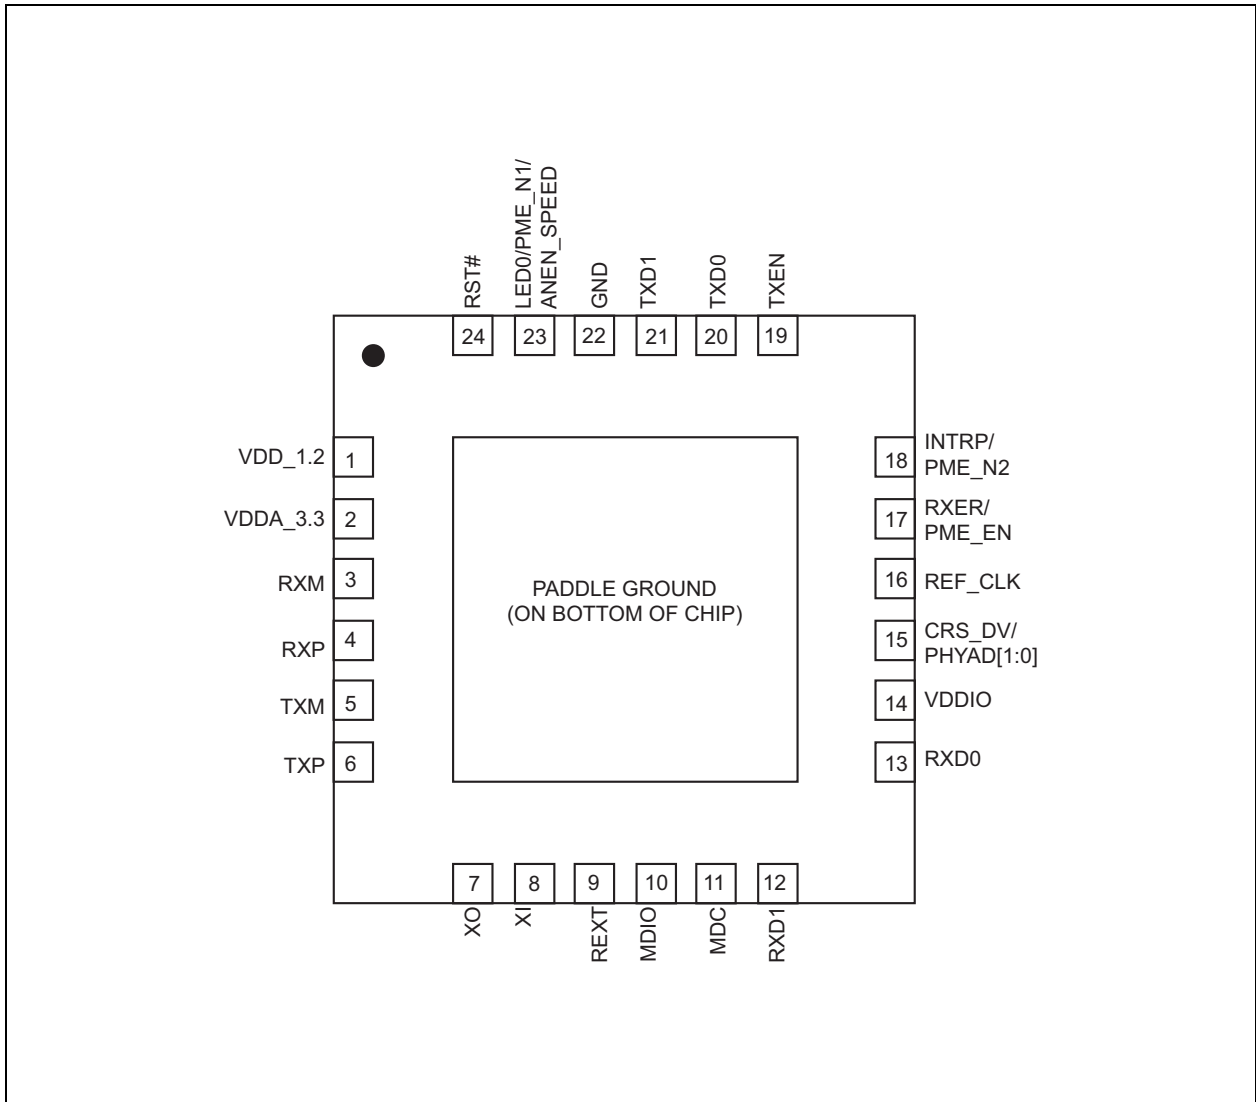 LED0/PME_N1/
ANEN_SPEED
RST#
GND
TXD1
TXD0
TXEN
24
23
22
21
20
19
VDD_1.2
1
VDDA_3.3
2
RXM
3
RXP
4
TXM
5
TXP
6
PADDLE GROUND
(ON BOTTOM OF CHIP)
18
INTRP/
PME_N2
17
RXER/
PME_EN
16
REF_CLK
15
CRS_DV/
PHYAD[1:0]
14
VDDIO
13
RXD0
7
8
9
10
11
12
XO
XI
REXT
MDIO
MDC
RXD1